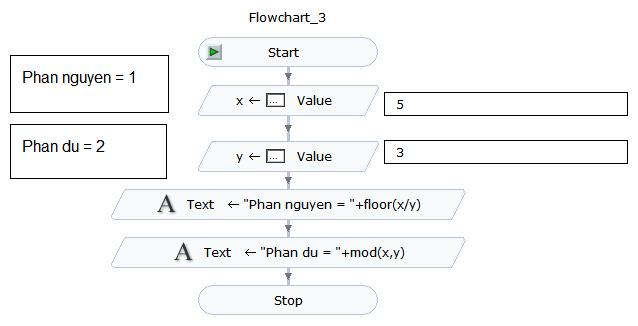 Flowchart_3
Start
Phan nguyen = 1
x ← ... Value
5
Phan du = 2
y ← ... Value
3
A Text ← "Phan nguyen = "+floor(x/y)
A Text ← "Phan du = "+mod(x,y)
Stop